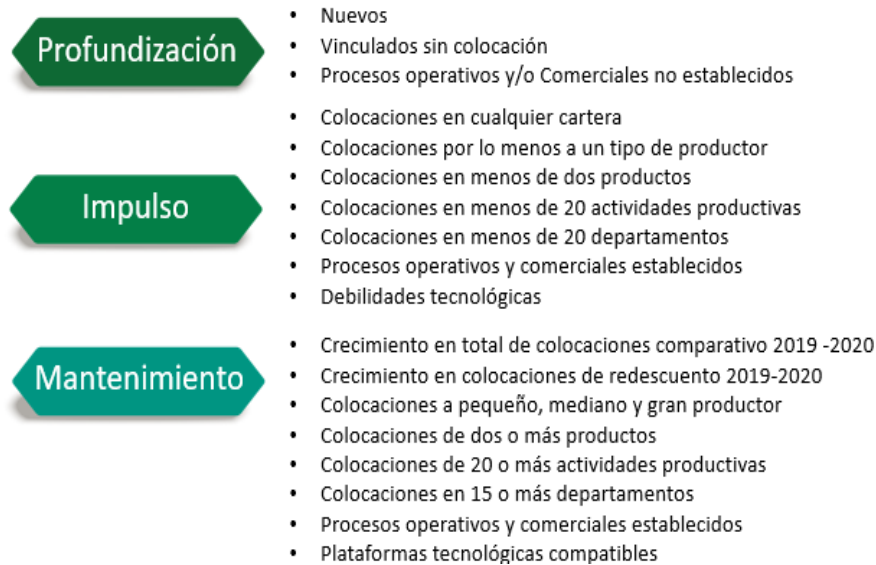 Profundización
• Nuevos
• Vinculados sin colocación
• Procesos operativos y/o Comerciales no establecidos
Impulso
• Colocaciones en cualquier cartera
• Colocaciones por lo menos a un tipo de productor
• Colocaciones en menos de dos productos
• Colocaciones en menos de 20 actividades productivas
• Colocaciones en menos de 20 departamentos
• Procesos operativos y comerciales establecidos
• Debilidades tecnológicas
Mantenimiento
• Crecimiento en total de colocaciones comparativo 2019 -2020
• Crecimiento en colocaciones de redescuento 2019-2020
• Colocaciones a pequeño, mediano y gran productor
• Colocaciones de dos o más productos
• Colocaciones de 20 o más actividades productivas
• Colocaciones en 15 o más departamentos
• Procesos operativos y comerciales establecidos
• Plataformas tecnológicas compatibles